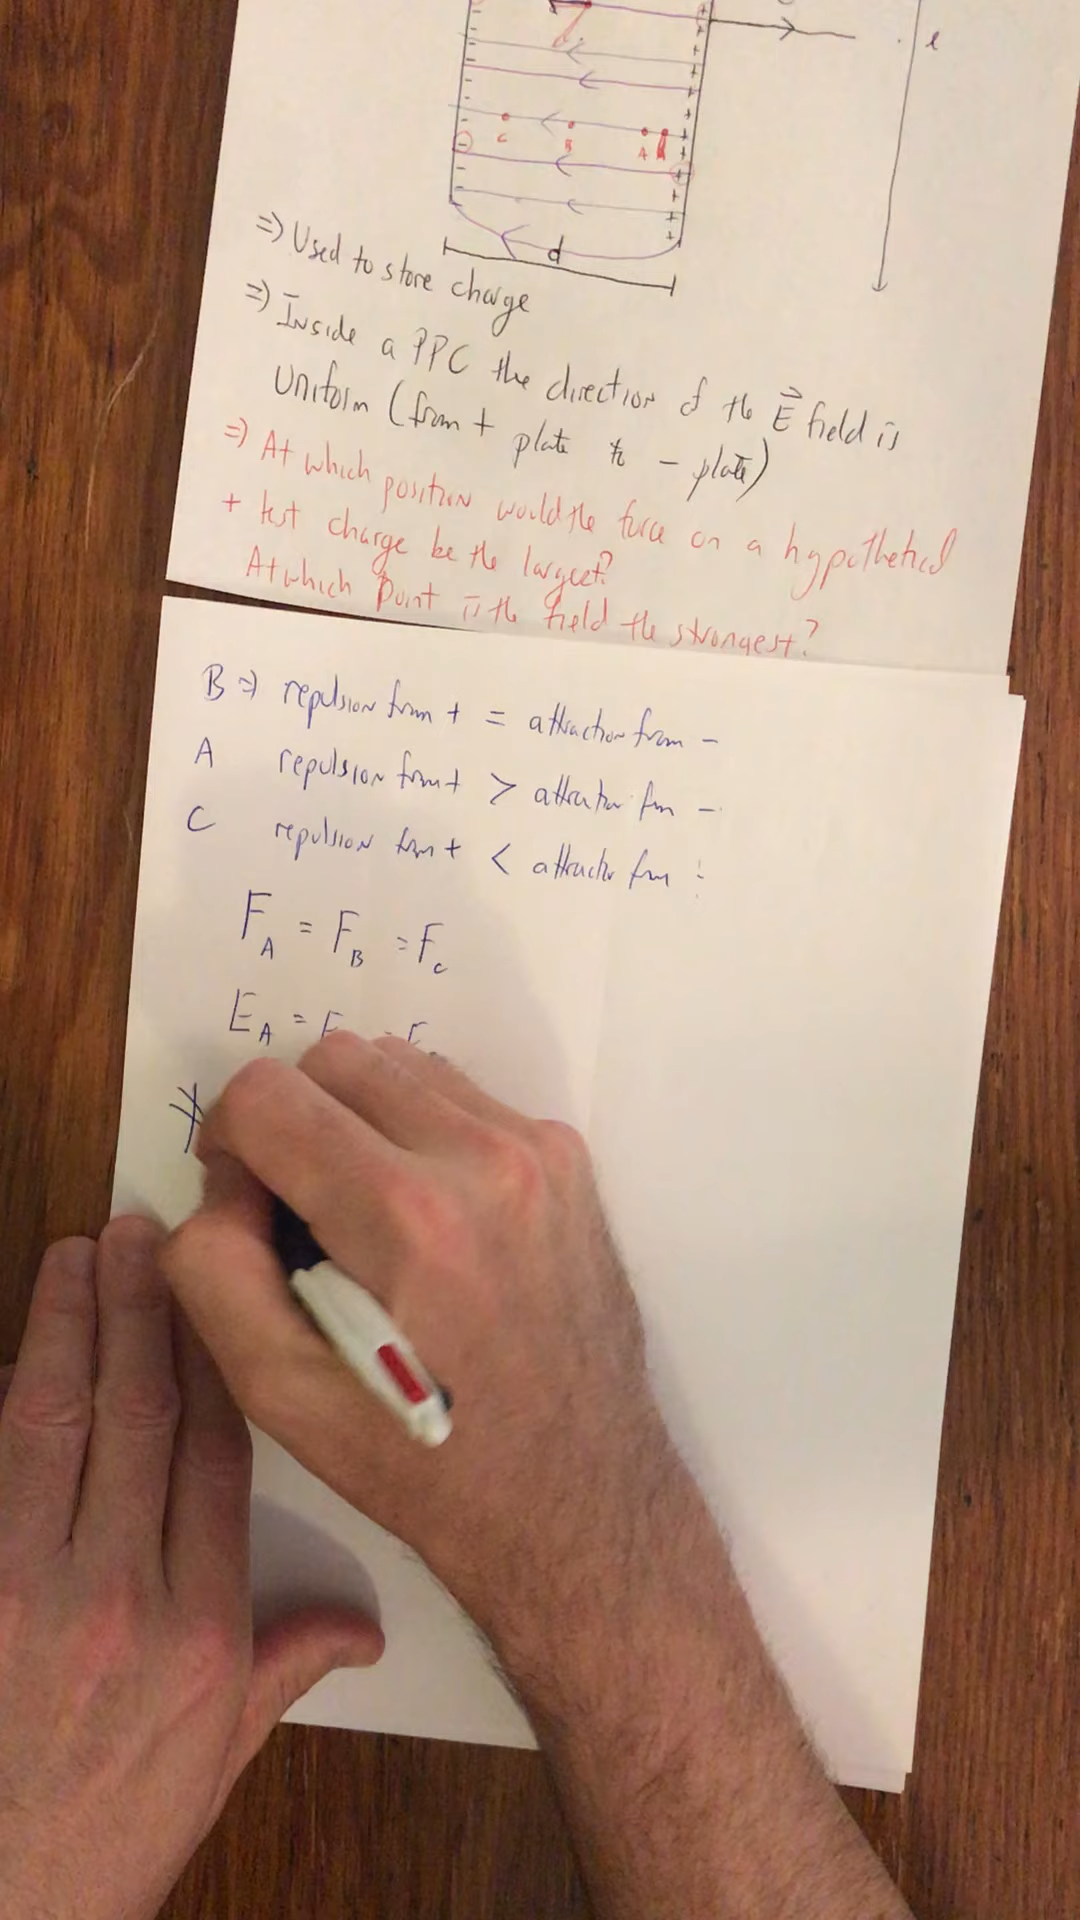 l
C B A
d
=> Used to store charge
=> Inside a PPC the direction of the E field is
uniform (from + plate to - plate)
=> At which position would the force on a hypothetical
+ test charge be the largest?
At which point is the field the strongest?
B => repulsion from + = attraction from -
A repulsion from + > attraction from -
C repulsion from + < attraction from -
F_A = F_B = F_C
E_A = E = E